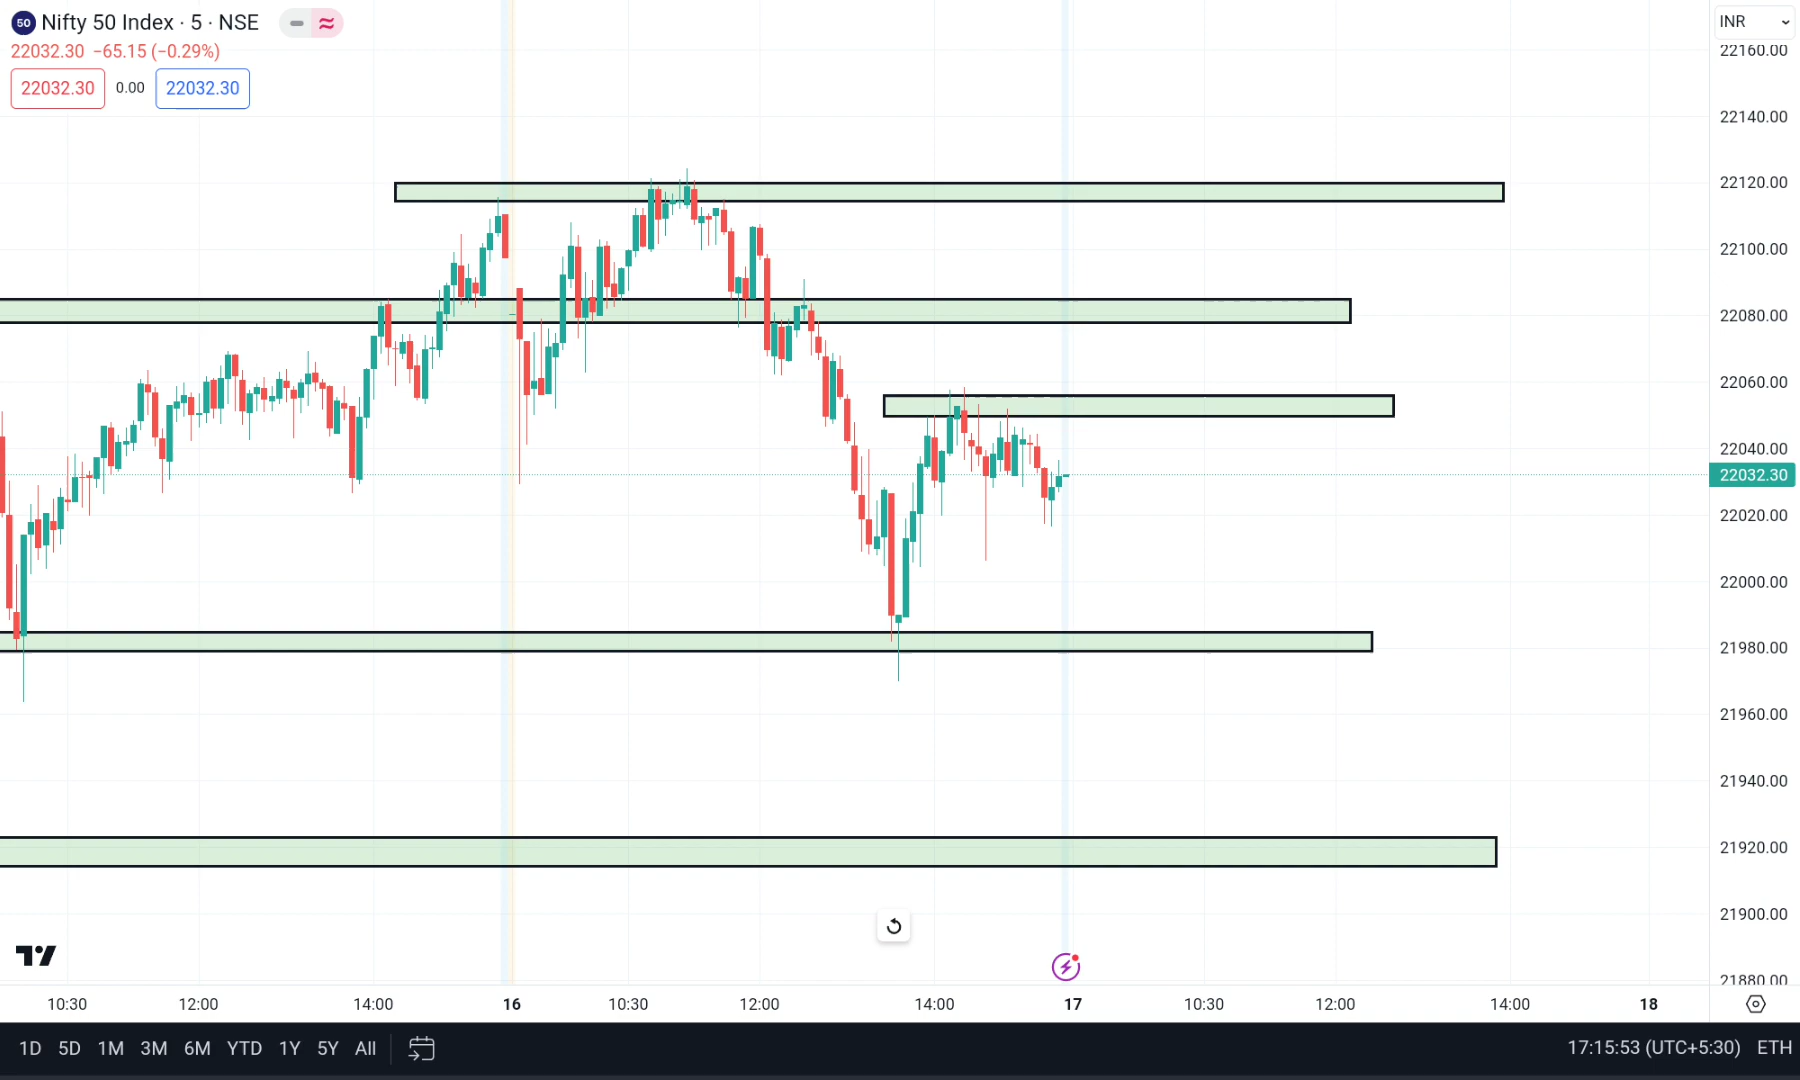 50 Nifty 50 Index · 5 · NSE
INR
22032.30 −65.15 (−0.29%)
22032.30 0.00 22032.30
22160.00
22140.00
22120.00
22100.00
22080.00
22060.00
22040.00
22032.30
22020.00
22000.00
21980.00
21960.00
21940.00
21920.00
21900.00
21880.00
10:30 12:00 14:00 16 10:30 12:00 14:00 17 10:30 12:00 14:00 18
1D 5D 1M 3M 6M YTD 1Y 5Y All 17:15:53 (UTC+5:30) ETH